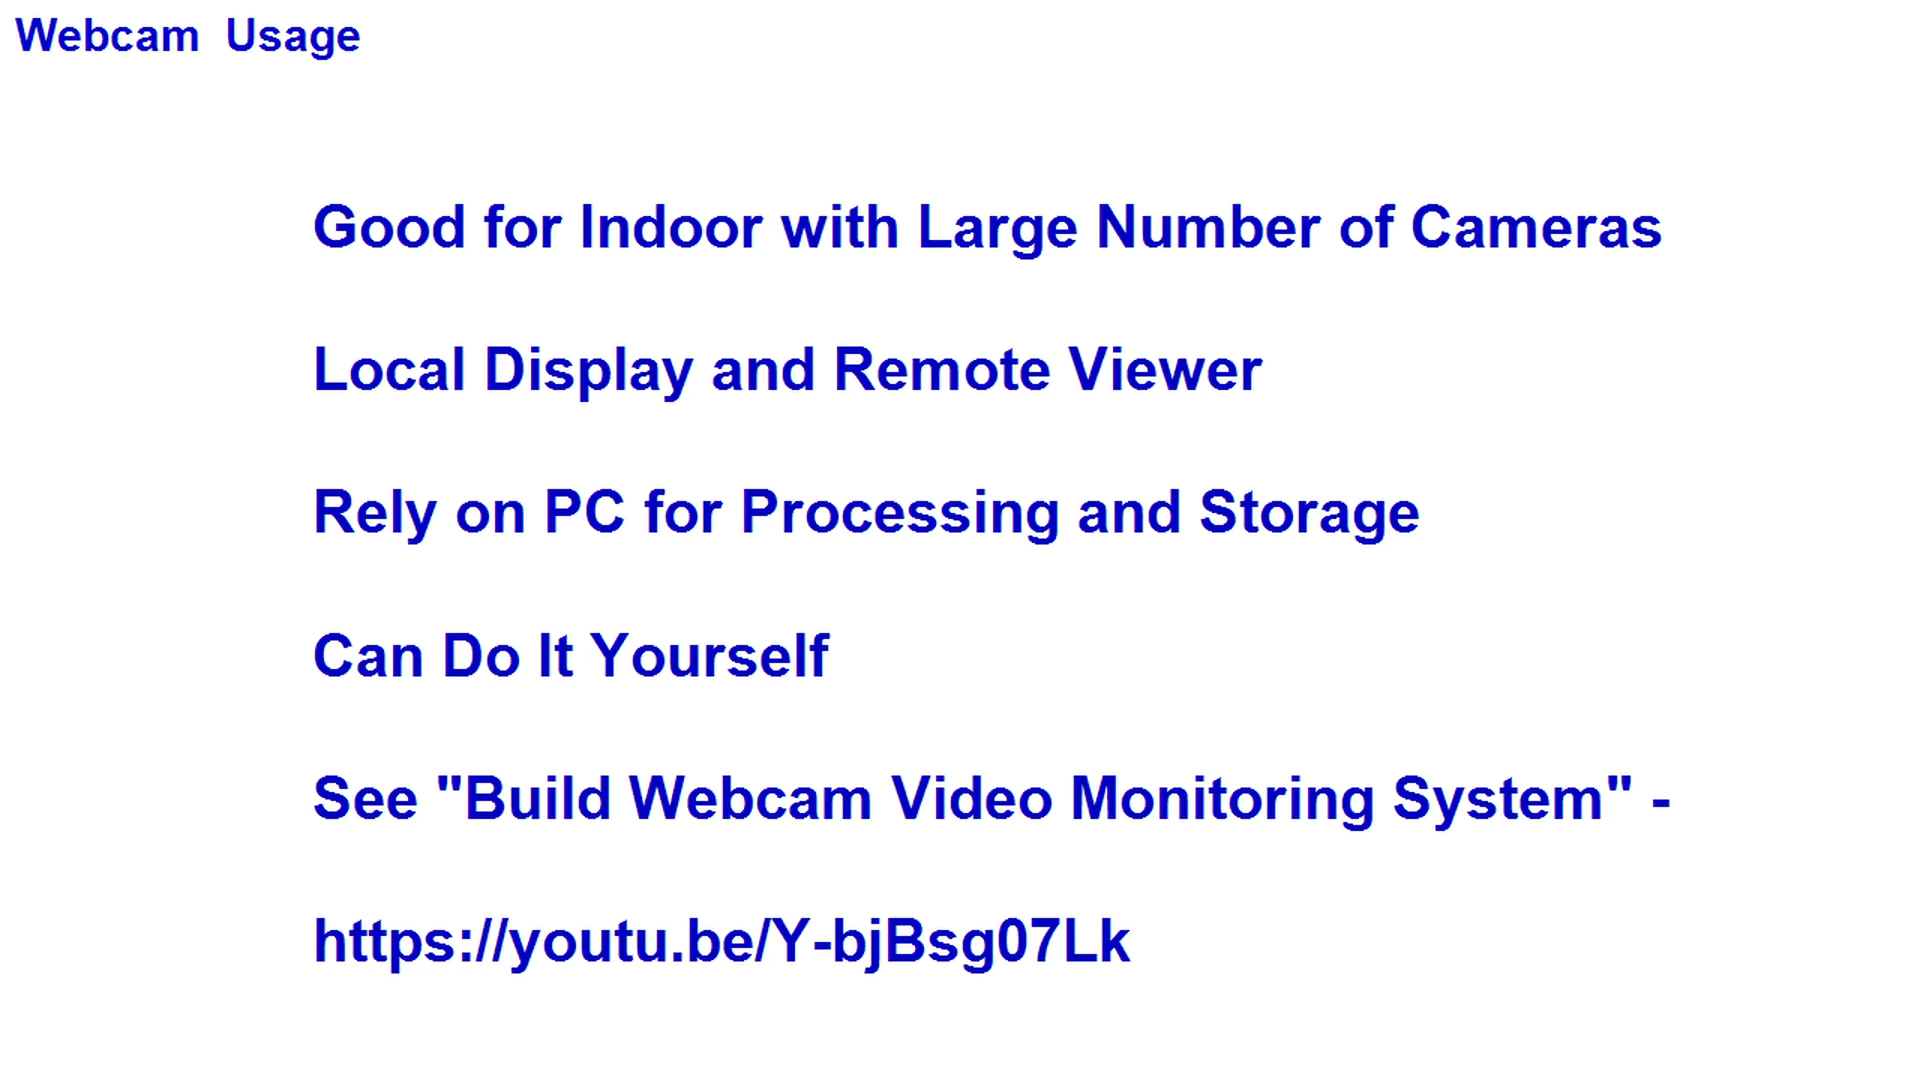 Webcam  Usage
Good for Indoor with Large Number of Cameras
Local Display and Remote Viewer
Rely on PC for Processing and Storage
Can Do It Yourself
See "Build Webcam Video Monitoring System" -
https://youtu.be/Y-bjBsg07Lk